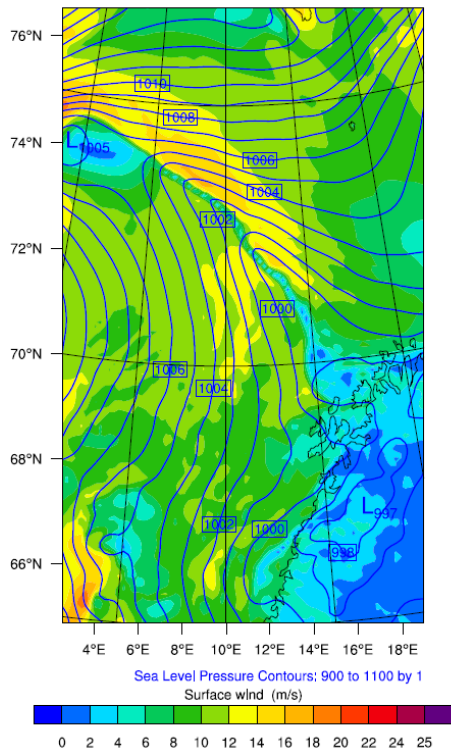 76°N
1010
1008
74°N
L1005
1006
1004
1002
72°N
1000
70°N
1006
1004
68°N
L997
1002
1000
998
66°N
4°E 6°E 8°E 10°E 12°E 14°E 16°E 18°E
Sea Level Pressure Contours: 900 to 1100 by 1
Surface wind (m/s)
0 2 4 6 8 10 12 14 16 18 20 22 24 25